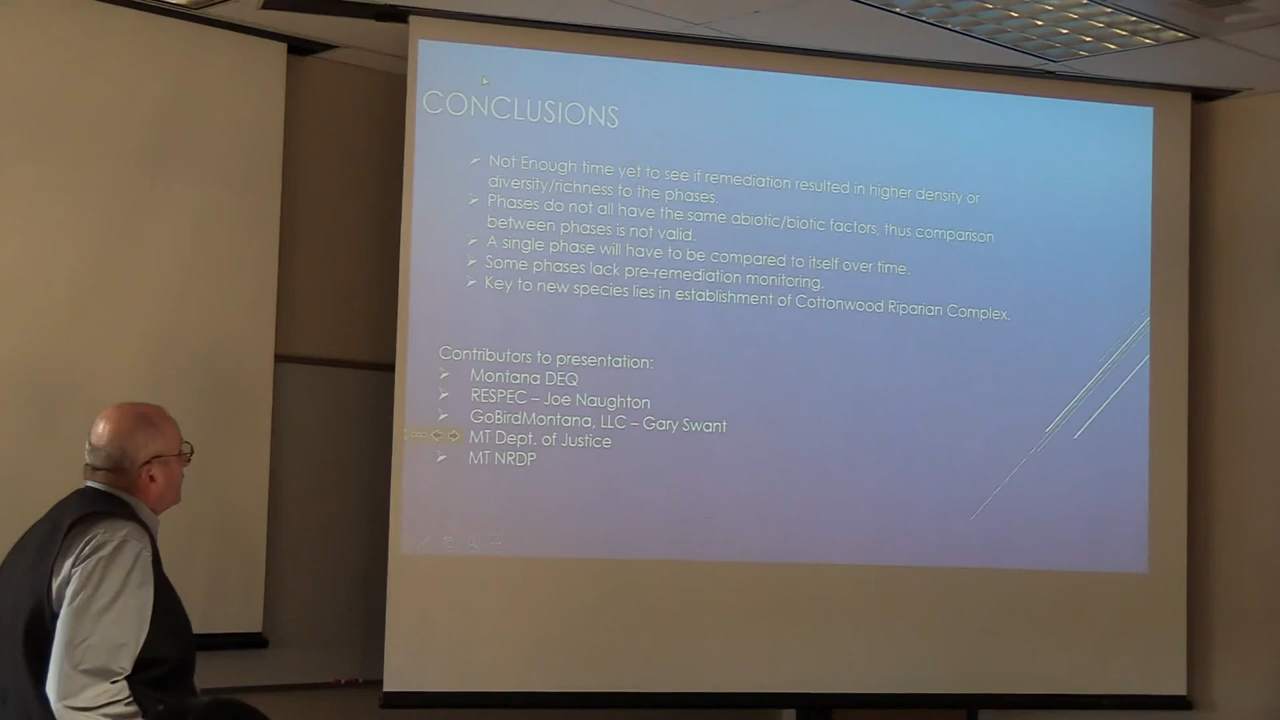 CONCLUSIONS
Not Enough time yet to see if remediation resulted in higher density or
diversity/richness to the phases.
Phases do not all have the same abiotic/biotic factors, thus comparison
between phases is not valid.
A single phase will have to be compared to itself over time.
Some phases lack pre-remediation monitoring.
Key to new species lies in establishment of Cottonwood Riparian Complex.
Contributors to presentation:
Montana DEQ
RESPEC – Joe Naughton
GoBirdMontana, LLC – Gary Swant
MT Dept. of Justice
MT NRDP